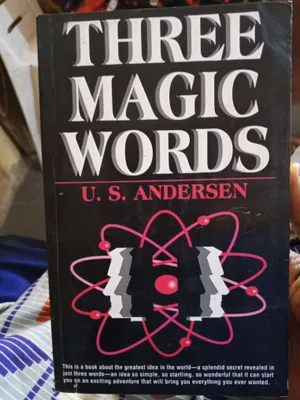 THREE
MAGIC
WORDS
U. S. ANDERSEN
This is a book about the greatest idea in the world—a splendid secret revealed in
just three words—an idea so simple, so startling, so wonderful that it can start
you on an exciting adventure that will bring you everything you ever wanted.